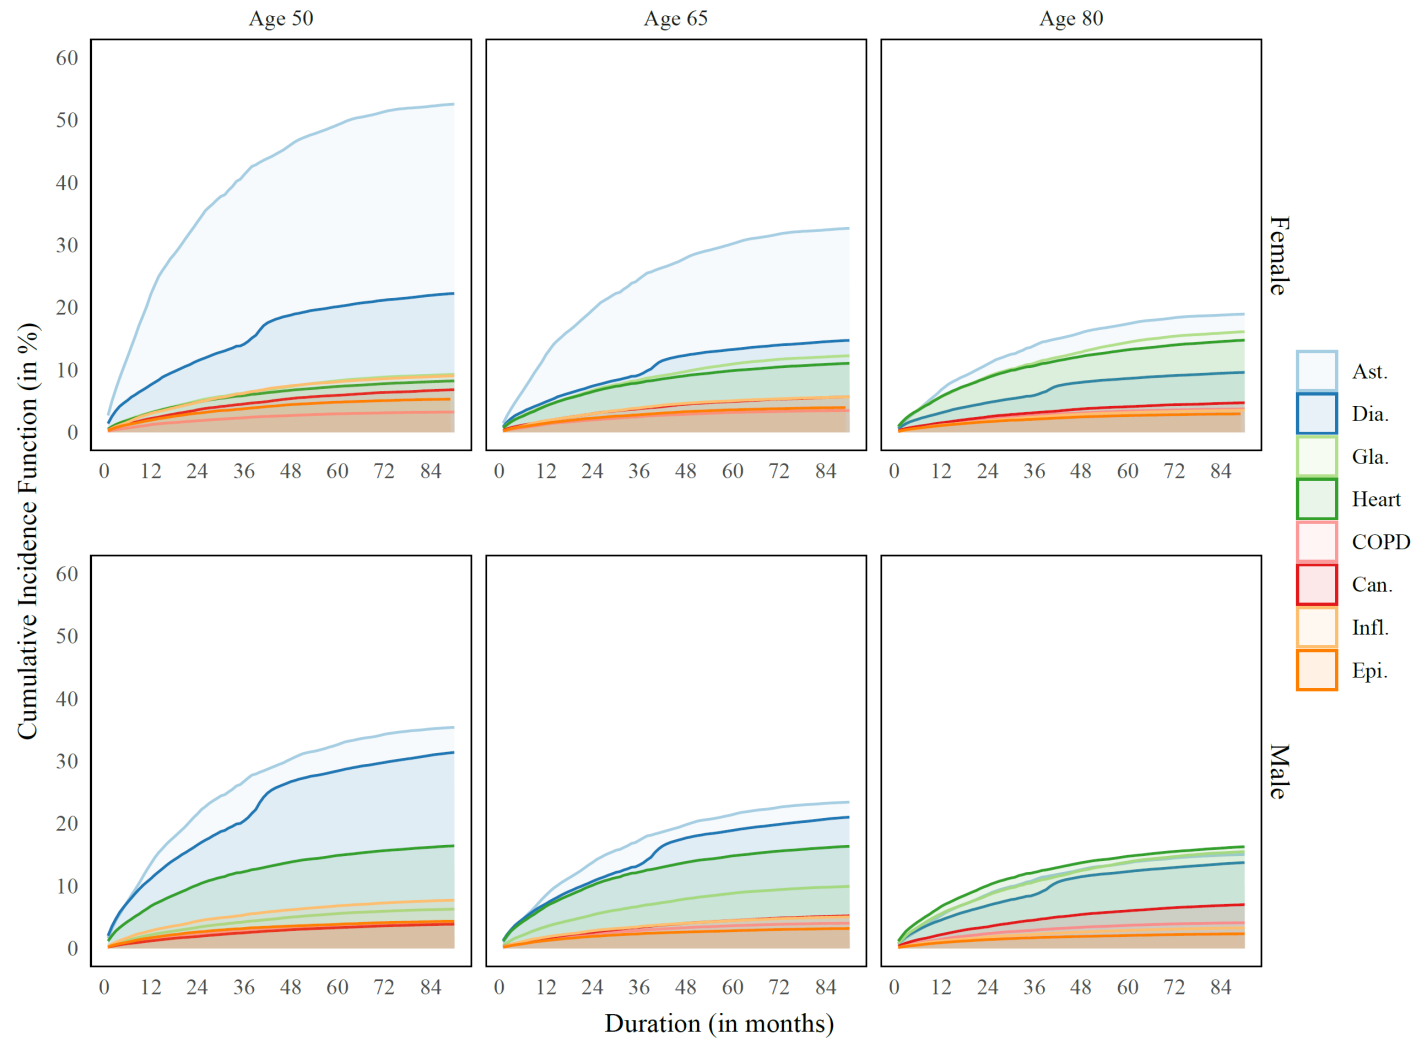 Age 50 Age 65 Age 80
60
50
40
30
20
10
0
Female
0 12 24 36 48 60 72 84 0 12 24 36 48 60 72 84 0 12 24 36 48 60 72 84
Cumulative Incidence Function (in %)
60
50
40
30
20
10
0
Male
0 12 24 36 48 60 72 84 0 12 24 36 48 60 72 84 0 12 24 36 48 60 72 84
Duration (in months)
Ast.
Dia.
Gla.
Heart
COPD
Can.
Infl.
Epi.